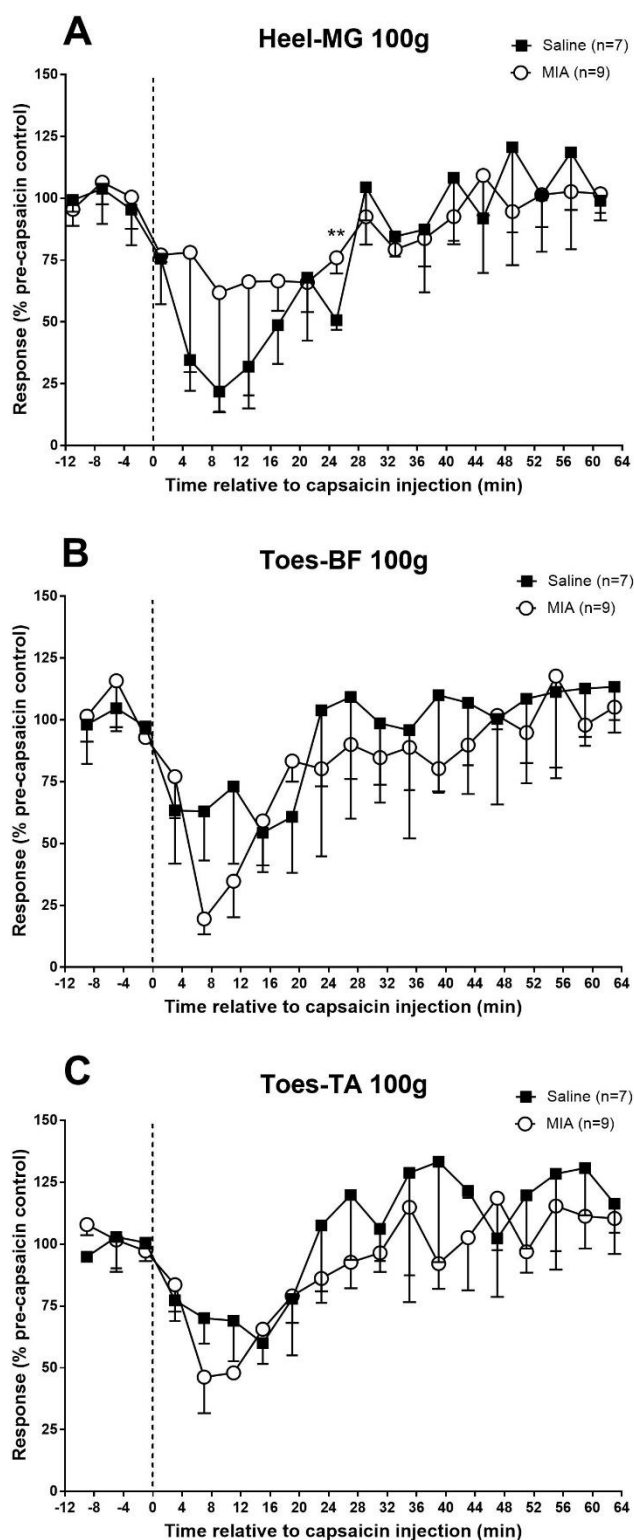 A
Heel-MG 100g
Saline (n=7)
MIA (n=9)
Response (% pre-capsaicin control)
150
125
100
75
50
25
0
**
-12 -8 -4 0 4 8 12 16 20 24 28 32 36 40 44 48 52 56 60 64
Time relative to capsaicin injection (min)
B
Toes-BF 100g
Saline (n=7)
MIA (n=9)
Response (% pre-capsaicin control)
150
125
100
75
50
25
0
-12 -8 -4 0 4 8 12 16 20 24 28 32 36 40 44 48 52 56 60 64
Time relative to capsaicin injection (min)
C
Toes-TA 100g
Saline (n=7)
MIA (n=9)
Response (% pre-capsaicin control)
150
125
100
75
50
25
0
-12 -8 -4 0 4 8 12 16 20 24 28 32 36 40 44 48 52 56 60 64
Time relative to capsaicin injection (min)